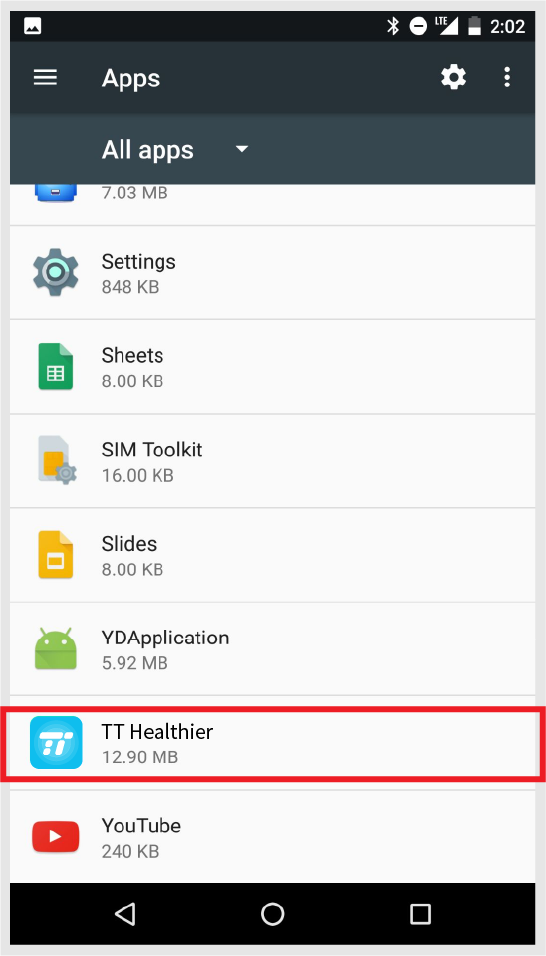 LTE 2:02
Apps
All apps
7.03 MB
Settings
848 KB
Sheets
8.00 KB
SIM Toolkit
16.00 KB
Slides
8.00 KB
YDApplication
5.92 MB
TT Healthier
12.90 MB
YouTube
240 KB